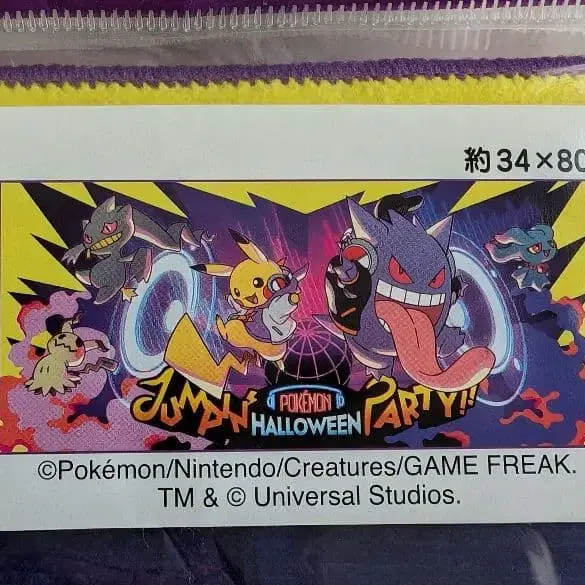 約34×80
JUMPIN' POKÉMON HALLOWEEN PARTY!!
©Pokémon/Nintendo/Creatures/GAME FREAK.
TM & © Universal Studios.